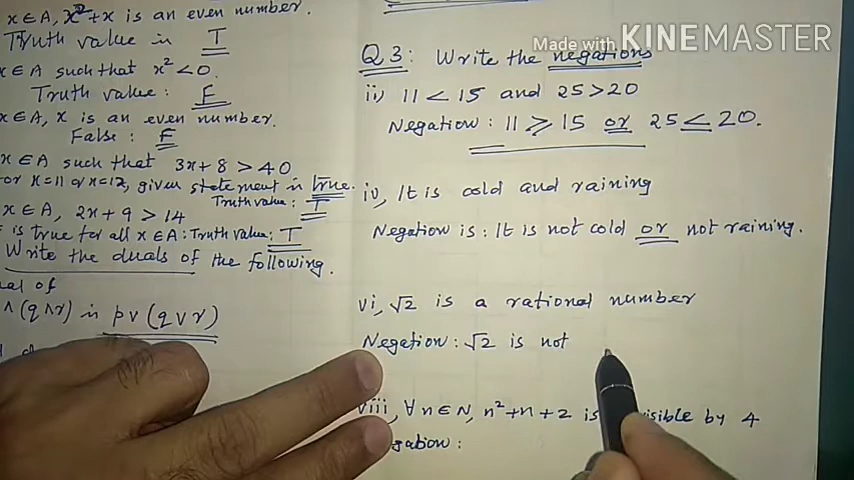 x∈A, x²+x is an even number.
Truth value is T
x∈A such that x²<0.
Truth value: F
x∈A, x is an even number.
False: F
x∈A such that 3x+8>40
for x=11 or x=12, given statement is true.
Truth value: T
x∈A, 2x+9>14
is true for all x∈A: Truth value: T
Write the duals of the following.
al of
∧(q∧r) is p∨(q∨r)
Made with KINEMASTER
Q3: Write the negations
ii) 11<15 and 25>20
Negation: 11≥15 or 25≤20.
iv, It is cold and raining
Negation is: It is not cold or not raining.
vi, √2 is a rational number
Negation: √2 is not
viii, ∀n∈N, n²+n+2 is visible by 4
gation: